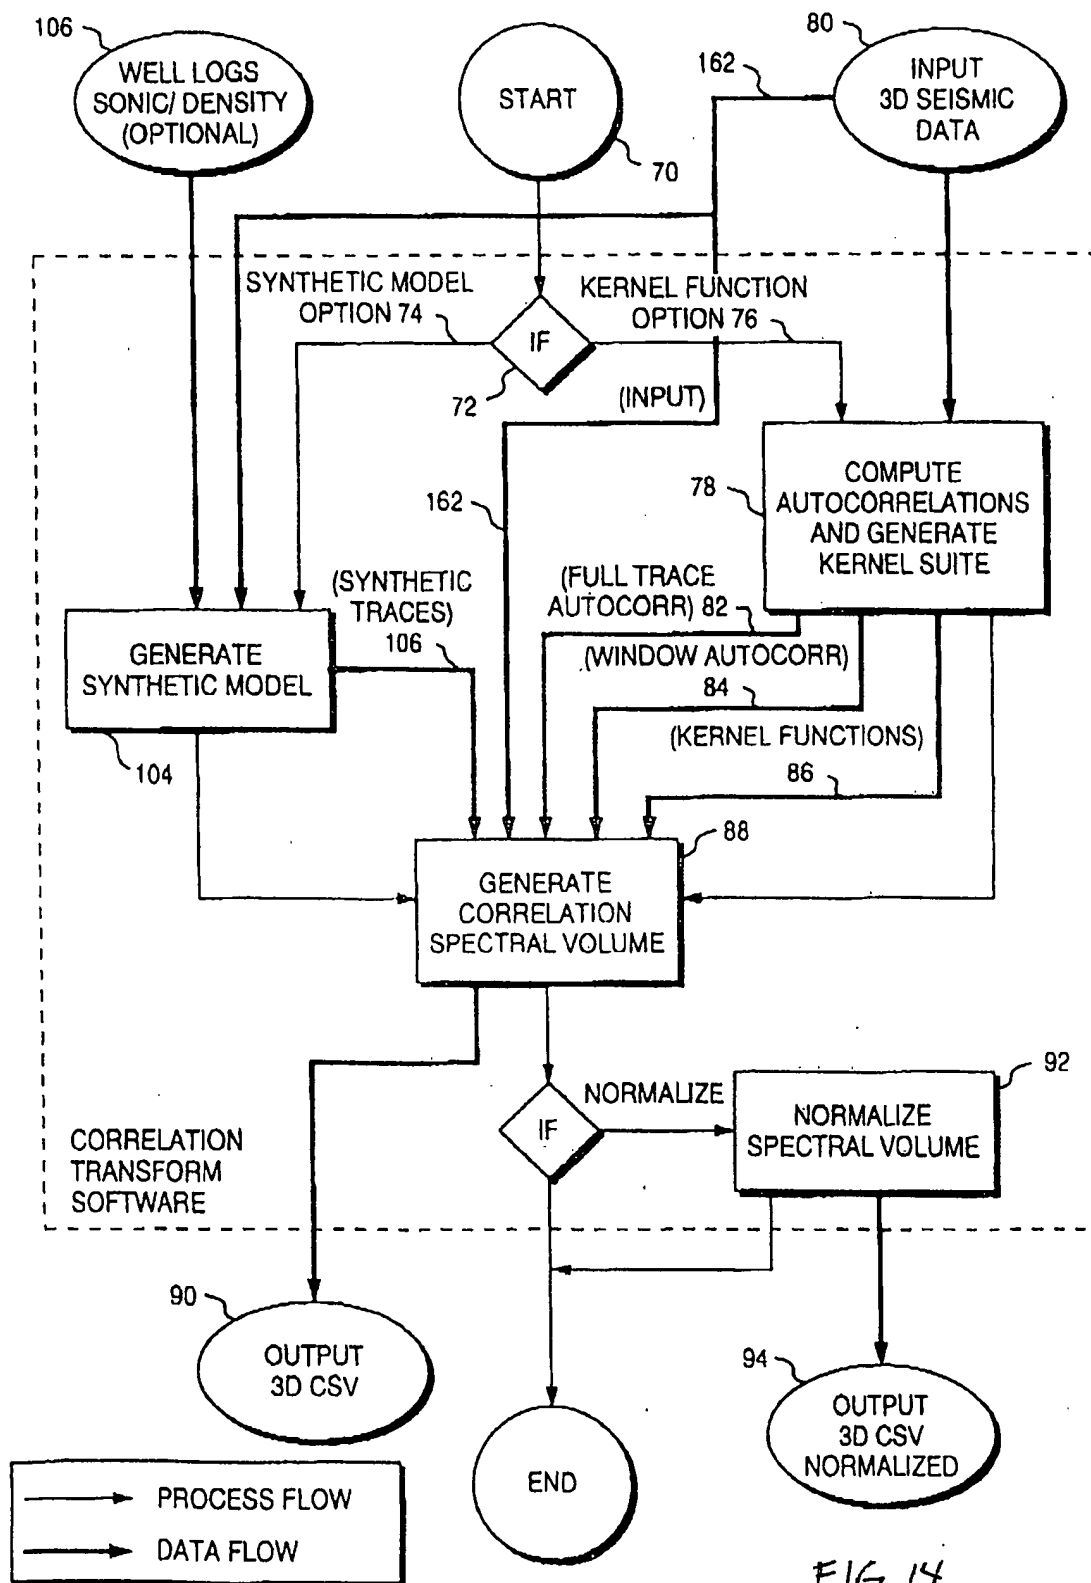 106
WELL LOGS
SONIC/ DENSITY
(OPTIONAL)
START
70
80
162
INPUT
3D SEISMIC
DATA
SYNTHETIC MODEL
OPTION 74
KERNEL FUNCTION
OPTION 76
IF
72
(INPUT)
162
78
COMPUTE
AUTOCORRELATIONS
AND GENERATE
KERNEL SUITE
(SYNTHETIC
TRACES)
106
(FULL TRACE
AUTOCORR) 82
(WINDOW AUTOCORR)
84
(KERNEL FUNCTIONS)
86
GENERATE
SYNTHETIC MODEL
104
88
GENERATE
CORRELATION
SPECTRAL VOLUME
NORMALIZE
IF
92
NORMALIZE
SPECTRAL VOLUME
CORRELATION
TRANSFORM
SOFTWARE
90
OUTPUT
3D CSV
94
OUTPUT
3D CSV
NORMALIZED
END
PROCESS FLOW
DATA FLOW
FIG. 14